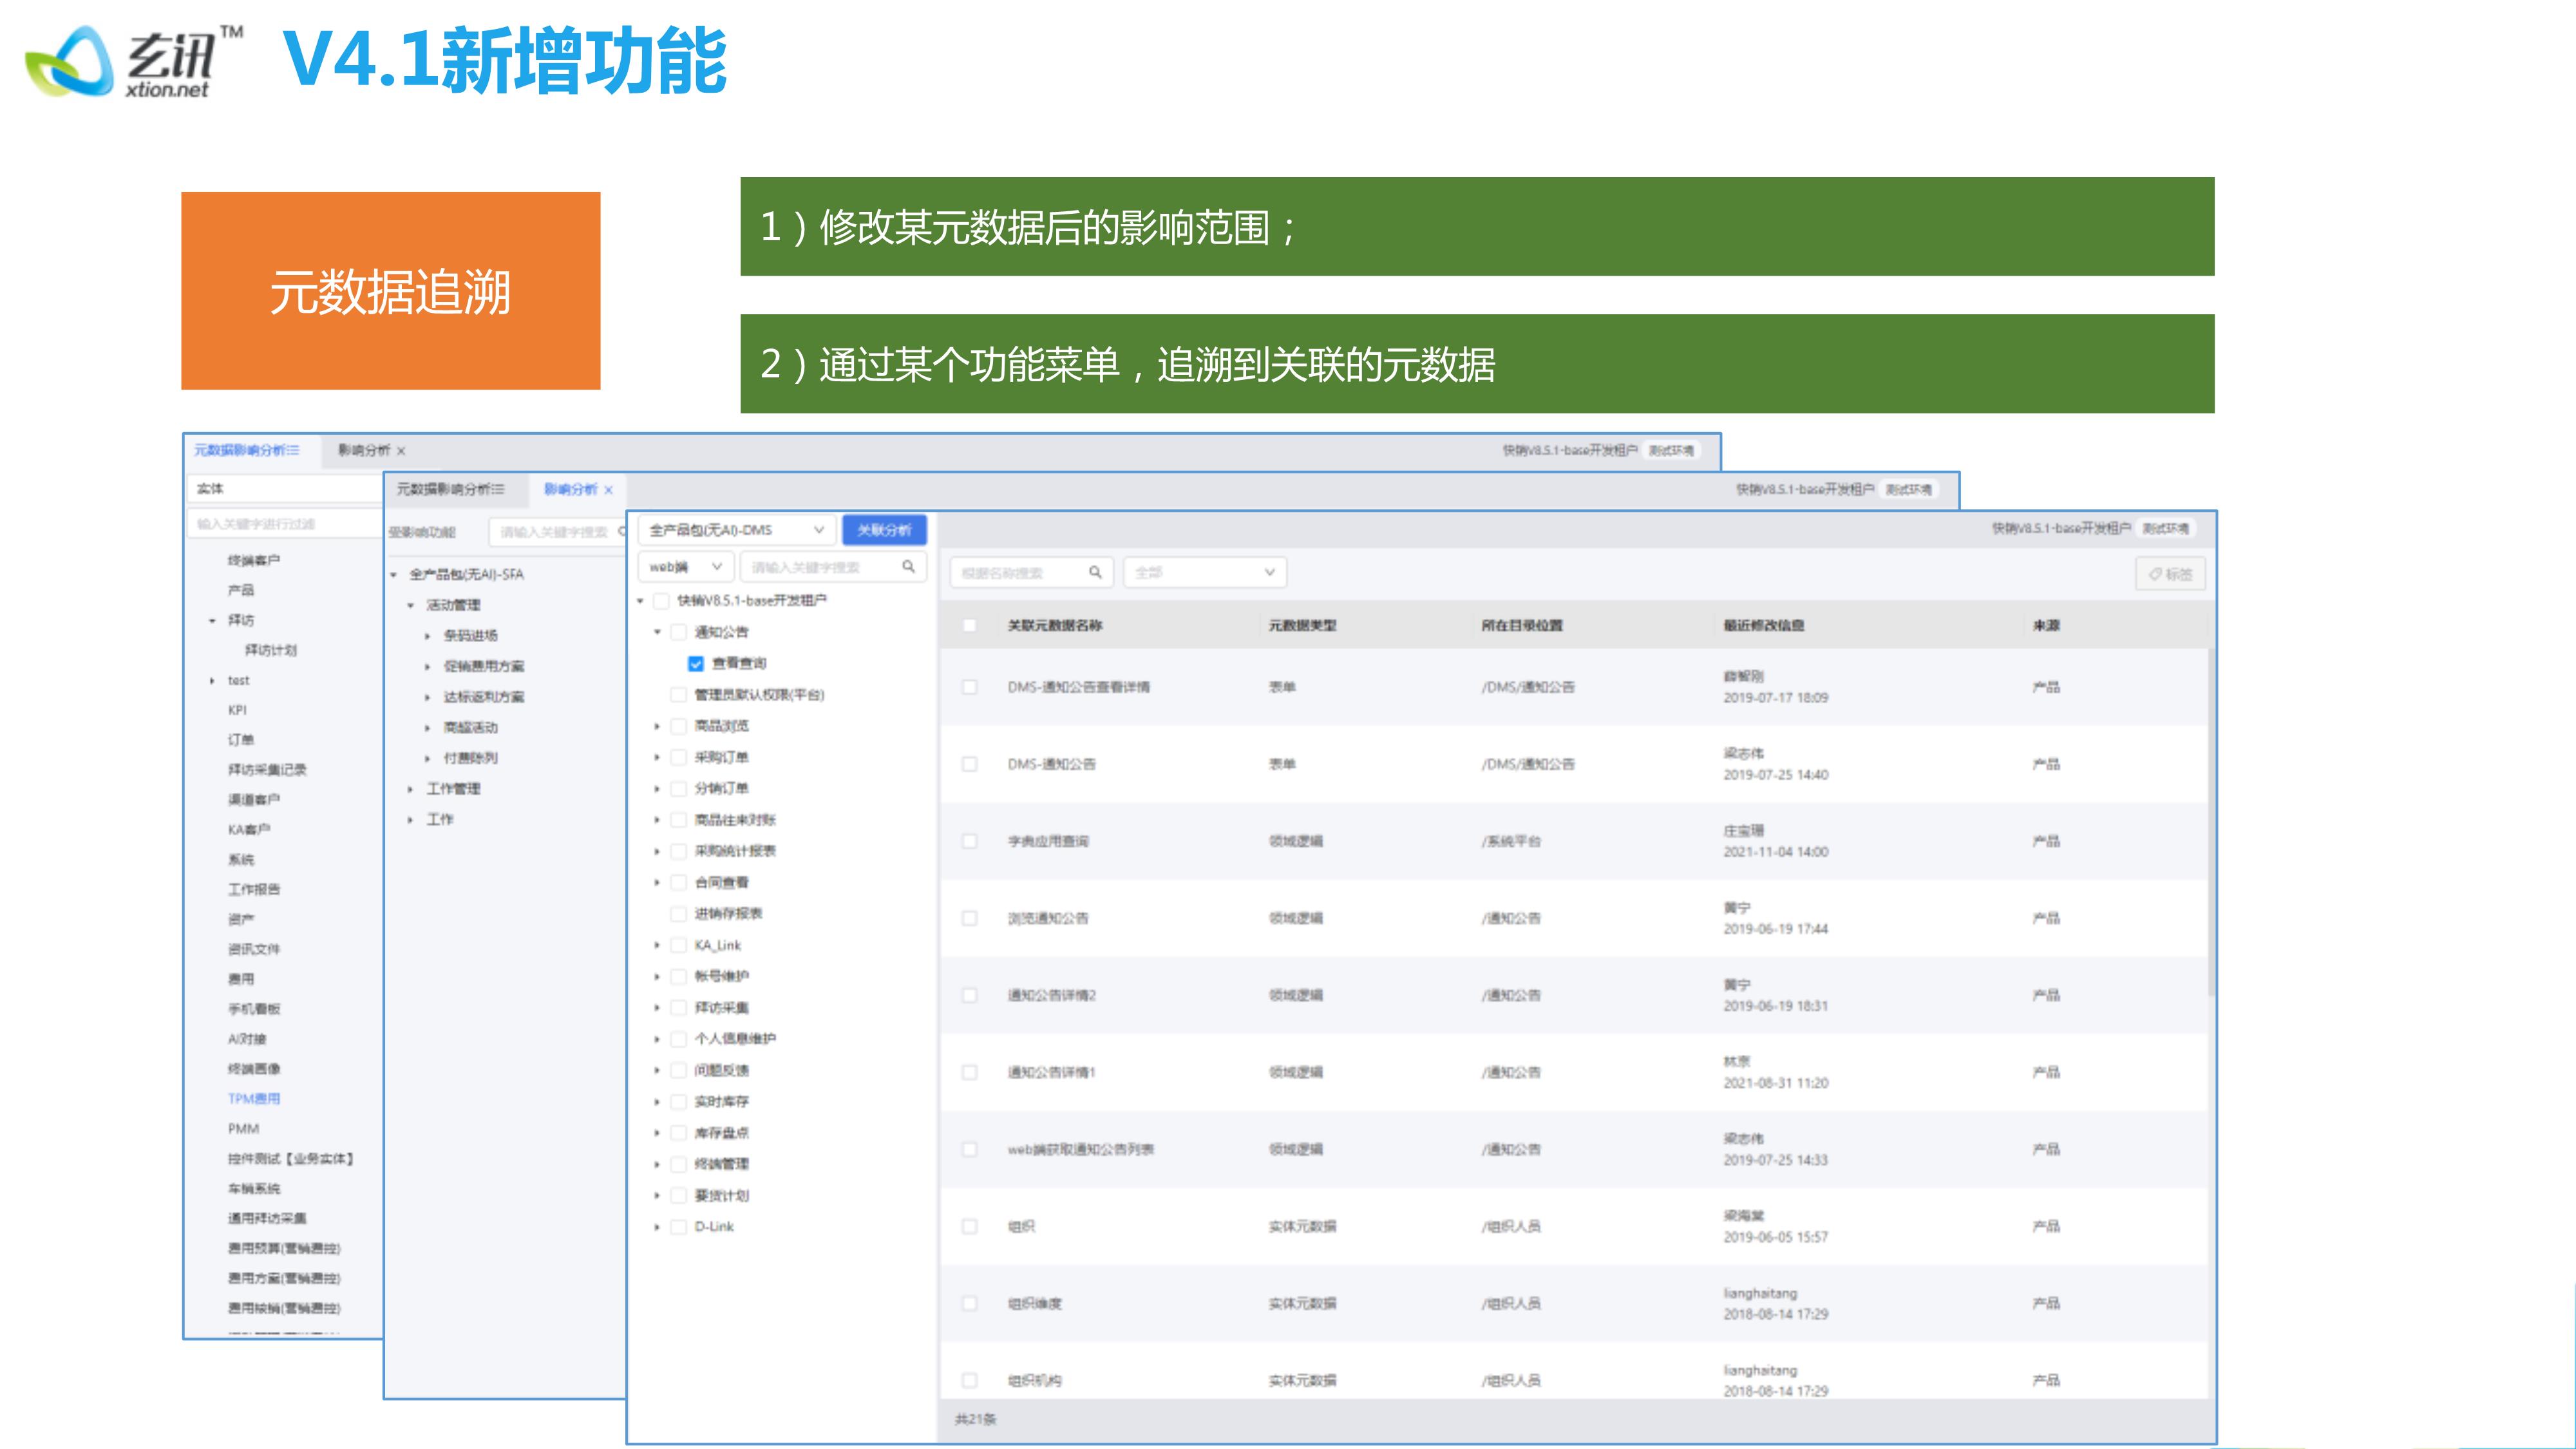 玄讯™
xtion.net
V4.1新增功能
元数据追溯
1）修改某元数据后的影响范围；
2）通过某个功能菜单，追溯到关联的元数据
元数据影响分析
影响分析 ×
快销V8.5.1-base开发租户 测试环境
实体
输入关键字进行过滤
终端客户
产品
拜访
拜访计划
test
KPI
订单
拜访采集记录
渠道客户
KA客户
系统
工作报告
资产
资讯文件
费用
手机看板
AI对接
终端画像
TPM费用
PMM
控件测试【业务实体】
车销系统
通用拜访采集
费用预算(营销费控)
费用方案(营销费控)
费用核销(营销费控)
元数据影响分析
影响分析 ×
快销V8.5.1-base开发租户 测试环境
受影响功能
请输入关键字搜索
全产品包(无AI)-SFA
活动管理
条码进场
促销费用方案
达标返利方案
商超活动
付费陈列
工作管理
工作
快销V8.5.1-base开发租户 测试环境
全产品包(无AI)-DMS
关联分析
web端
请输入关键字搜索
快销V8.5.1-base开发租户
通知公告
查看查询
管理员默认权限(平台)
商品浏览
采购订单
分销订单
商品往来对账
采购统计报表
合同查看
进销存报表
KA_Link
帐号维护
拜访采集
个人信息维护
问题反馈
实时库存
库存盘点
终端管理
要货计划
D-Link
根据名称搜索
全部
标签
关联元数据名称 元数据类型 所在目录位置 最近修改信息 来源
DMS-通知公告查看详情 表单 /DMS/通知公告 薛智刚 2019-07-17 18:09 产品
DMS-通知公告 表单 /DMS/通知公告 梁志伟 2019-07-25 14:40 产品
字典应用查询 领域逻辑 /系统平台 庄宝珊 2021-11-04 14:00 产品
浏览通知公告 领域逻辑 /通知公告 黄宁 2019-06-19 17:44 产品
通知公告详情2 领域逻辑 /通知公告 黄宁 2019-06-19 18:31 产品
通知公告详情1 领域逻辑 /通知公告 2021-08-31 11:20 产品
web端获取通知公告列表 领域逻辑 /通知公告 梁志伟 2019-07-25 14:33 产品
组织 实体元数据 /组织人员 梁海棠 2019-06-05 15:57 产品
组织维度 实体元数据 /组织人员 lianghaitang 2018-08-14 17:29 产品
组织机构 实体元数据 /组织人员 lianghaitang 2018-08-14 17:29 产品
共21条